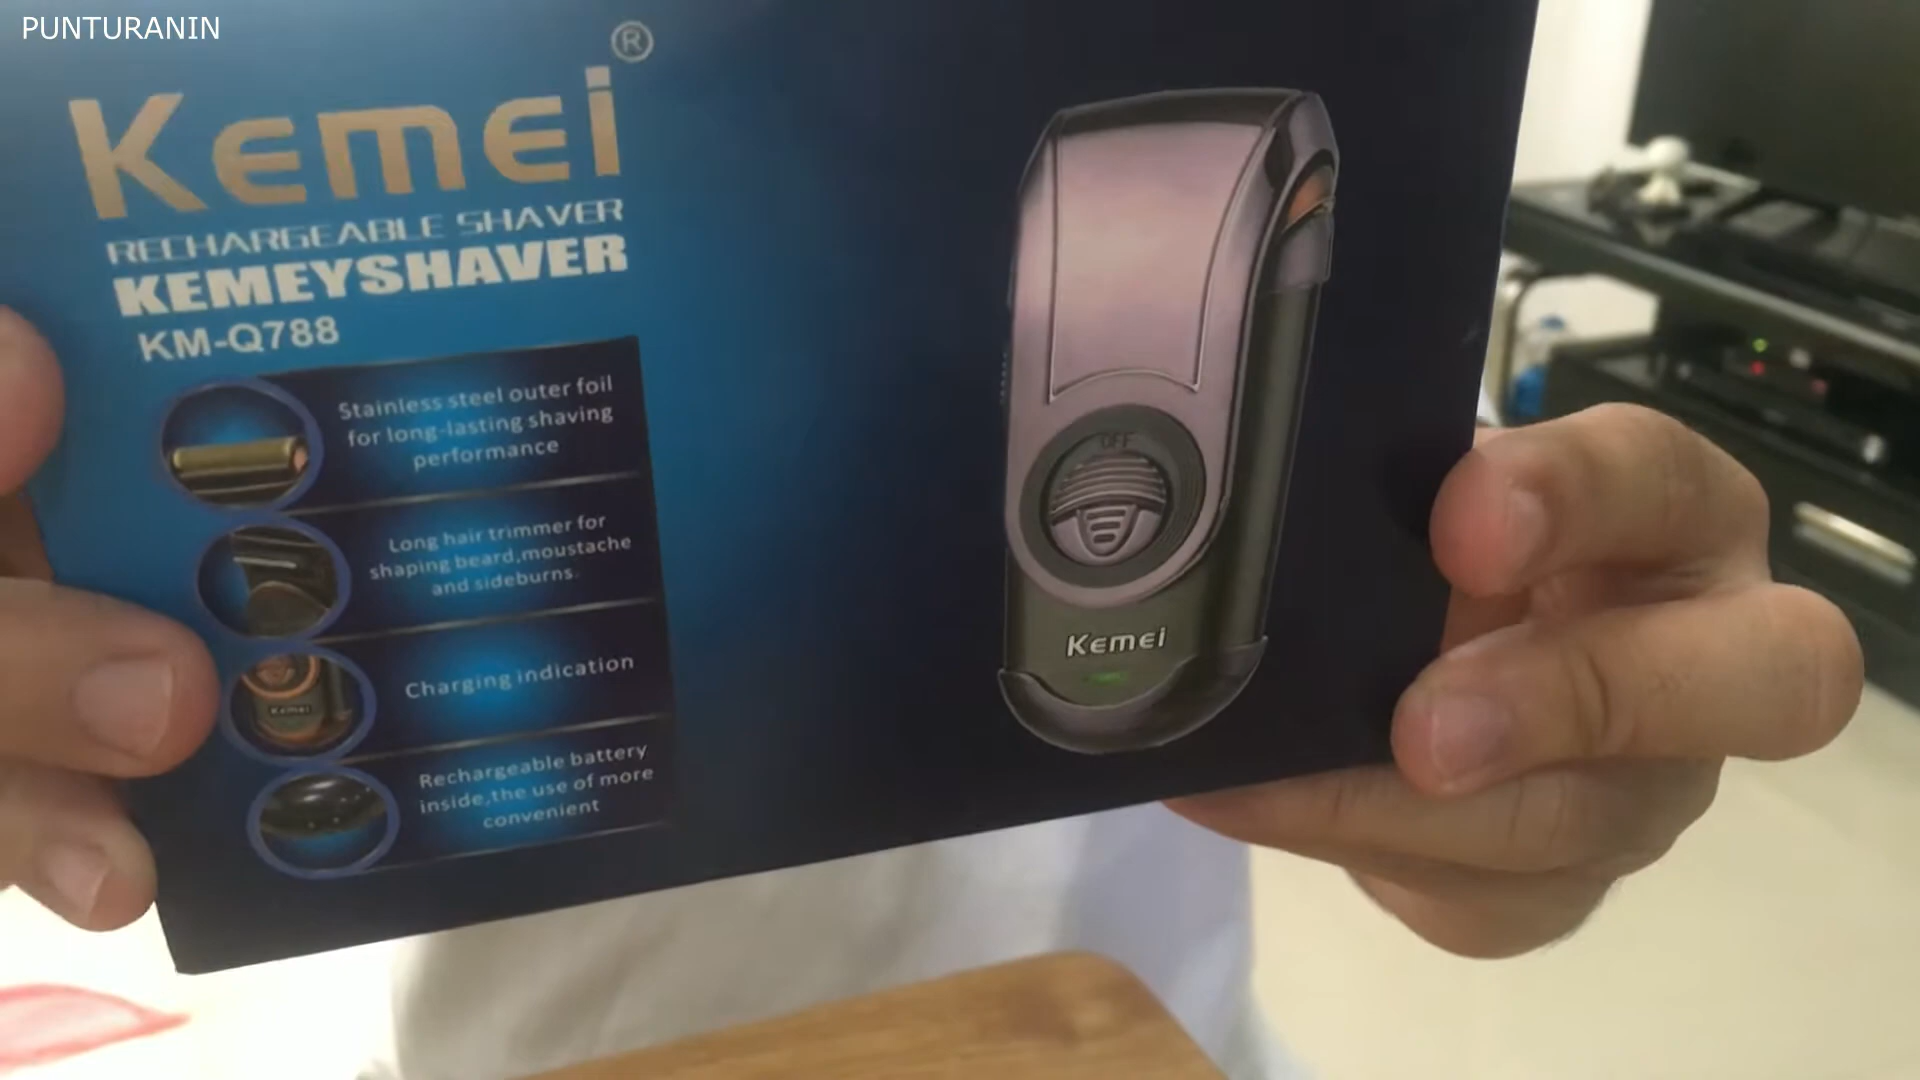 PUNTURANIN
Kemei®
RECHARGEABLE SHAVER
KEMEYSHAVER
KM-Q788
Stainless steel outer foil
for long-lasting shaving
performance
Long hair trimmer for
shaping beard,moustache
and sideburns.
Charging indication
Kemei
Rechargeable battery
inside,the use of more
convenient
OFF
Kemei